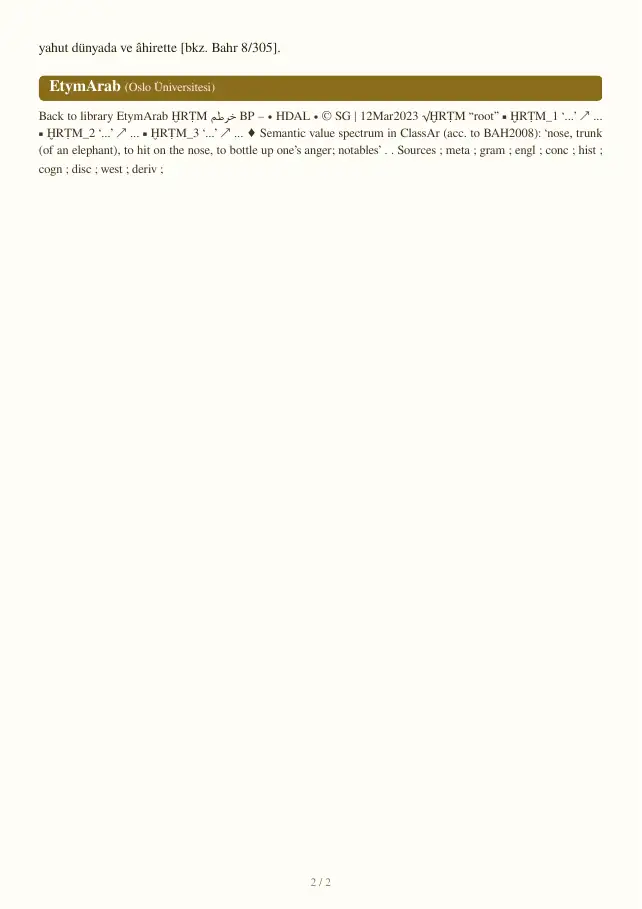 yahut dünyada ve âhirette [bkz. Bahr 8/305].
EtymArab (Oslo Üniversitesi)
Back to library EtymArab ḪRṬM خرطم BP – • HDAL • © SG | 12Mar2023 √ḪRṬM “root” ▪ ḪRṬM_1 ‘...’ ↗ ...
▪ ḪRṬM_2 ‘...’ ↗ ... ▪ ḪRṬM_3 ‘...’ ↗ ... ♦ Semantic value spectrum in ClassAr (acc. to BAH2008): ‘nose, trunk
(of an elephant), to hit on the nose, to bottle up one’s anger; notables’ . . Sources ; meta ; gram ; engl ; conc ; hist ;
cogn ; disc ; west ; deriv ;
2 / 2